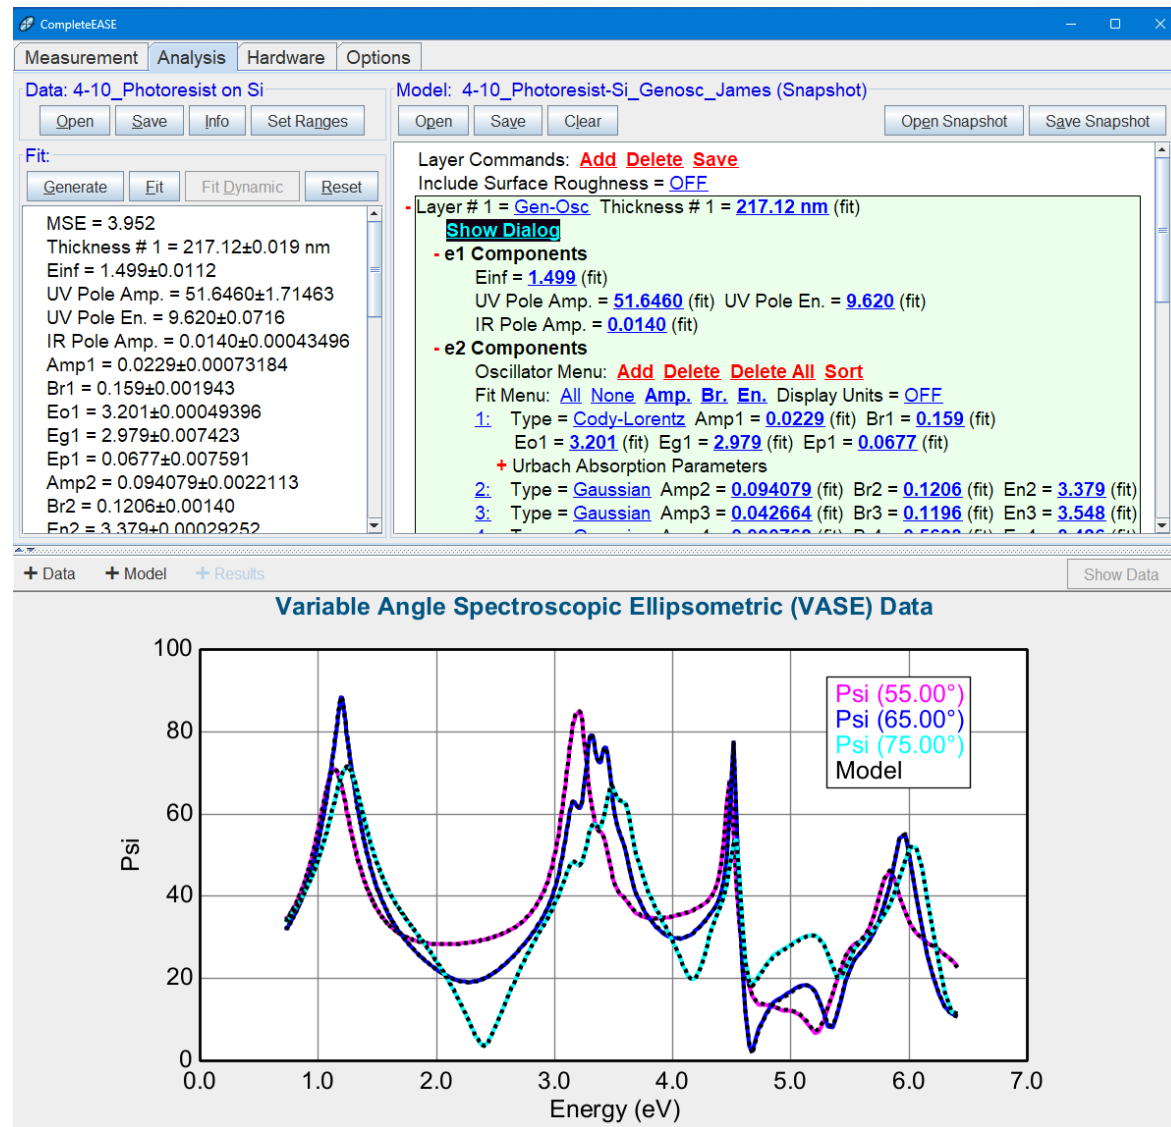 CompleteEASE
Measurement Analysis Hardware Options
Data: 4-10_Photoresist on Si
Open Save Info Set Ranges
Fit:
Generate Fit Fit Dynamic Reset
MSE = 3.952
Thickness # 1 = 217.12±0.019 nm
Einf = 1.499±0.0112
UV Pole Amp. = 51.6460±1.71463
UV Pole En. = 9.620±0.0716
IR Pole Amp. = 0.0140±0.00043496
Amp1 = 0.0229±0.00073184
Br1 = 0.159±0.001943
Eo1 = 3.201±0.00049396
Eg1 = 2.979±0.007423
Ep1 = 0.0677±0.007591
Amp2 = 0.094079±0.0022113
Br2 = 0.1206±0.00140
En2 = 3.379±0.00029252
Model: 4-10_Photoresist-Si_Genosc_James (Snapshot)
Open Save Clear Open Snapshot Save Snapshot
Layer Commands: Add Delete Save
Include Surface Roughness = OFF
- Layer # 1 = Gen-Osc Thickness # 1 = 217.12 nm (fit)
Show Dialog
- e1 Components
Einf = 1.499 (fit)
UV Pole Amp. = 51.6460 (fit) UV Pole En. = 9.620 (fit)
IR Pole Amp. = 0.0140 (fit)
- e2 Components
Oscillator Menu: Add Delete Delete All Sort
Fit Menu: All None Amp. Br. En. Display Units = OFF
1: Type = Cody-Lorentz Amp1 = 0.0229 (fit) Br1 = 0.159 (fit)
Eo1 = 3.201 (fit) Eg1 = 2.979 (fit) Ep1 = 0.0677 (fit)
+ Urbach Absorption Parameters
2: Type = Gaussian Amp2 = 0.094079 (fit) Br2 = 0.1206 (fit) En2 = 3.379 (fit)
3: Type = Gaussian Amp3 = 0.042664 (fit) Br3 = 0.1196 (fit) En3 = 3.548 (fit)
+ Data + Model + Results Show Data
Variable Angle Spectroscopic Ellipsometric (VASE) Data
Psi
100
80
60
40
20
0
Psi (55.00°)
Psi (65.00°)
Psi (75.00°)
Model
0.0 1.0 2.0 3.0 4.0 5.0 6.0 7.0
Energy (eV)